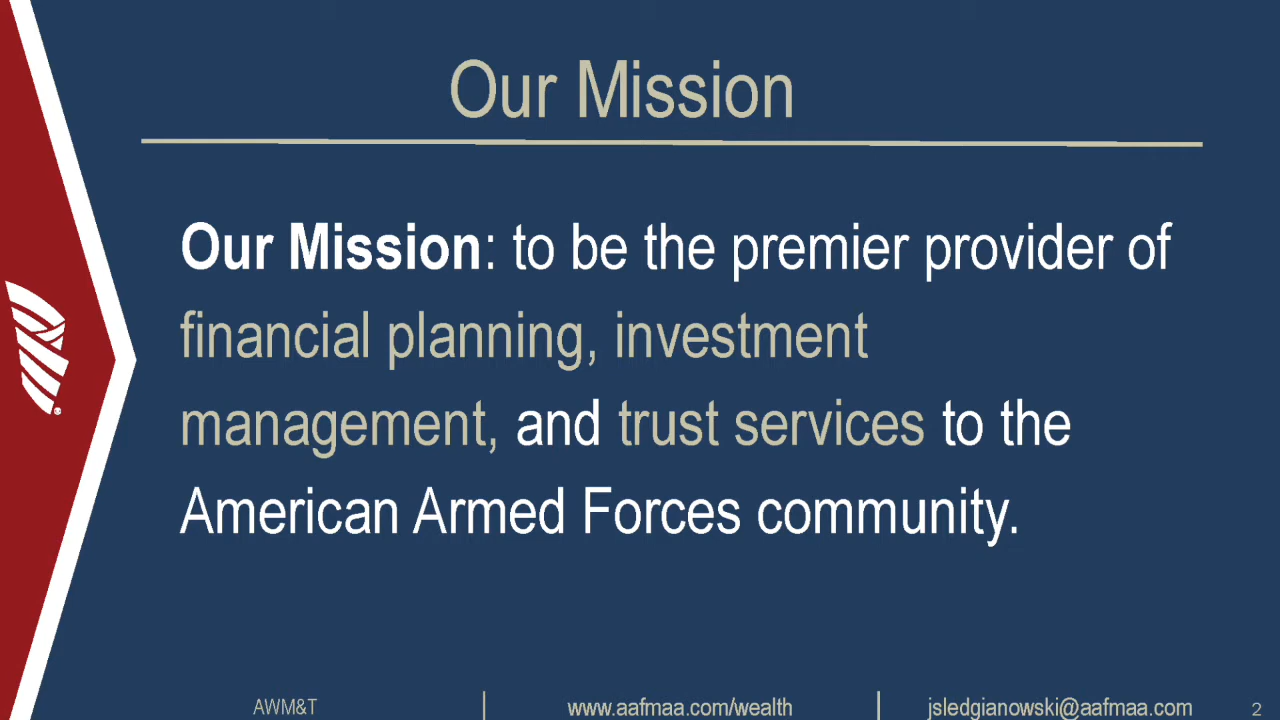 Our Mission
Our Mission: to be the premier provider of
financial planning, investment
management, and trust services to the
American Armed Forces community.
AWM&T
www.aafmaa.com/wealth
jsledgianowski@aafmaa.com
2